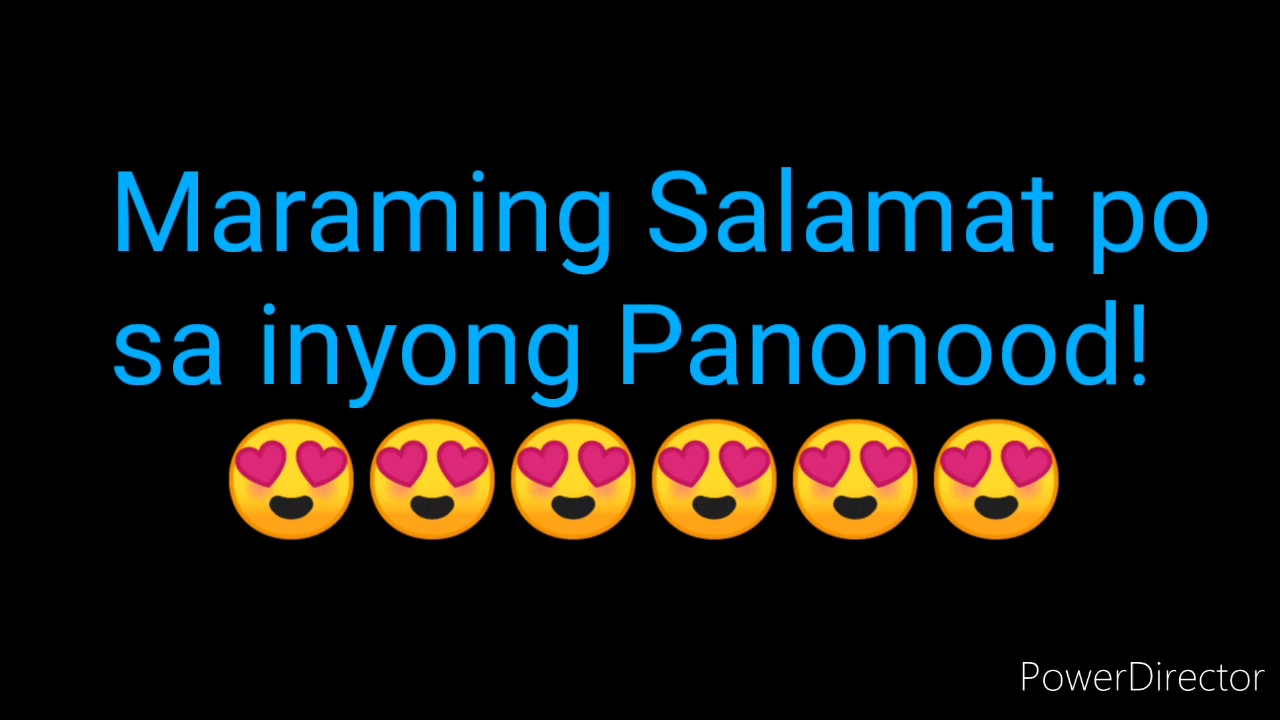 Maraming Salamat po
sa inyong Panonood!
😍😍😍😍😍😍
PowerDirector